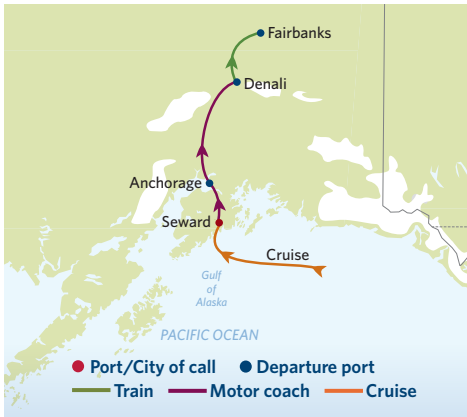 Fairbanks
Denali
Anchorage
Seward
Cruise
Gulf
of
Alaska
PACIFIC OCEAN
Port/City of call Departure port
Train Motor coach Cruise